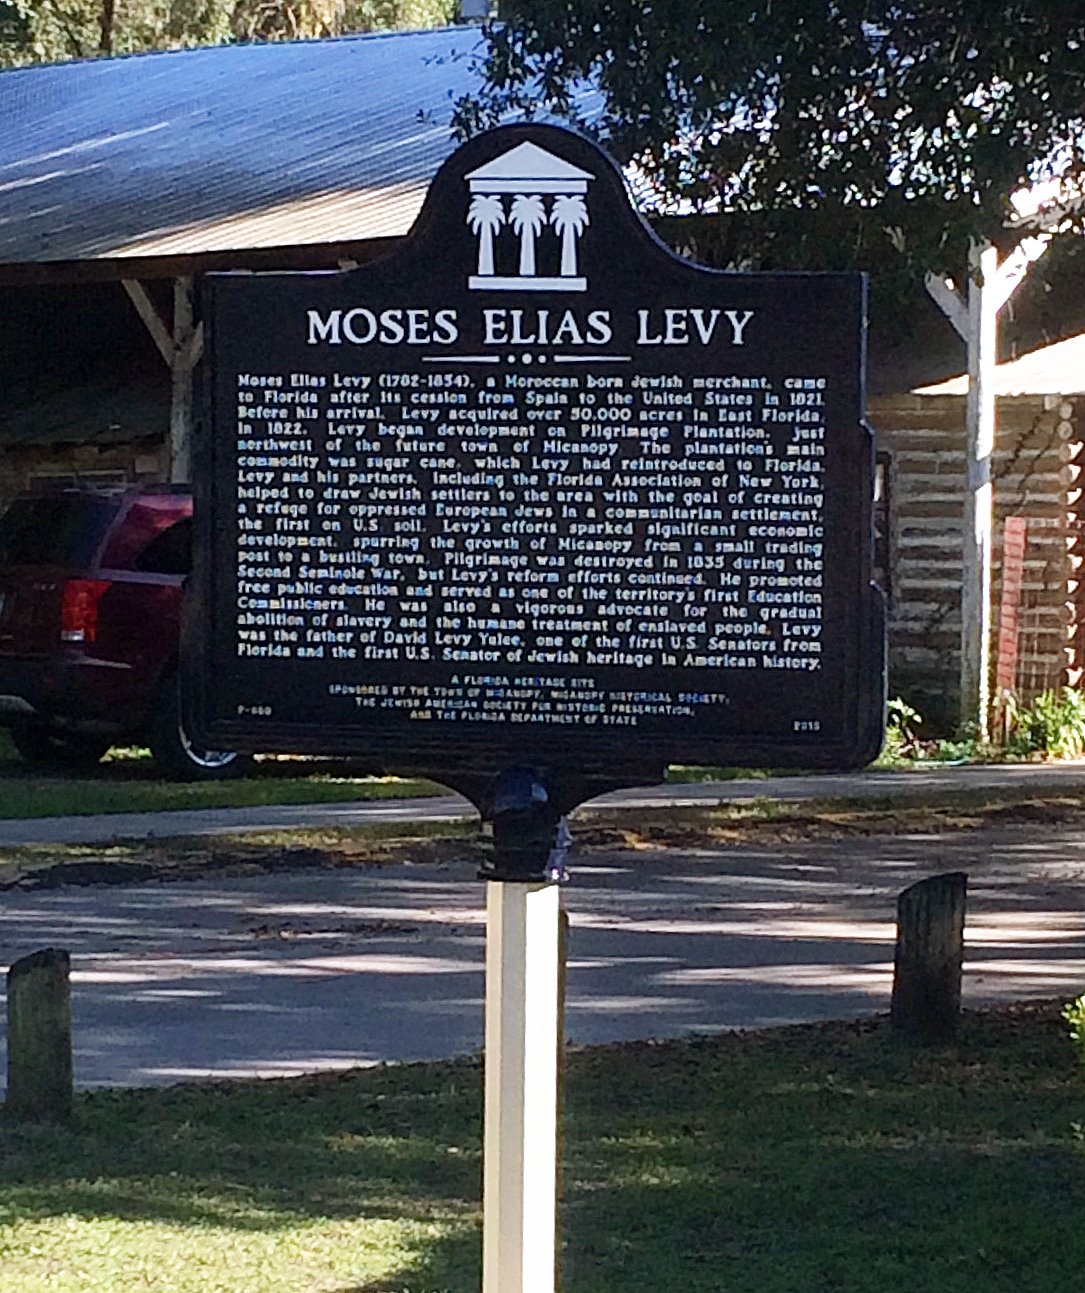 MOSES ELIAS LEVY
Moses Elias Levy (1782-1854), a Moroccan born Jewish merchant, came
to Florida after its cession from Spain to the United States in 1821.
Before his arrival, Levy acquired over 50,000 acres in East Florida.
In 1822, Levy began development on Pilgrimage Plantation, just
northwest of the future town of Micanopy. The plantation's main
commodity was sugar cane, which Levy had reintroduced to Florida.
Levy and his partners, including the Florida Association of New York,
helped to draw Jewish settlers to the area with the goal of creating
a refuge for oppressed European Jews in a communitarian settlement,
the first on U.S. soil. Levy's efforts sparked significant economic
development, spurring the growth of Micanopy from a small trading
post to a bustling town. Pilgrimage was destroyed in 1835 during the
Second Seminole War, but Levy's reform efforts continued. He promoted
free public education and served as one of the territory's first Education
Commissioners. He was also a vigorous advocate for the gradual
abolition of slavery and the humane treatment of enslaved people. Levy
was the father of David Levy Yulee, one of the first U.S. Senators from
Florida and the first U.S. Senator of Jewish heritage in American history.
A FLORIDA HERITAGE SITE
SPONSORED BY THE TOWN OF MICANOPY, MICANOPY HISTORICAL SOCIETY,
THE JEWISH AMERICAN SOCIETY FOR HISTORIC PRESERVATION,
AND THE FLORIDA DEPARTMENT OF STATE